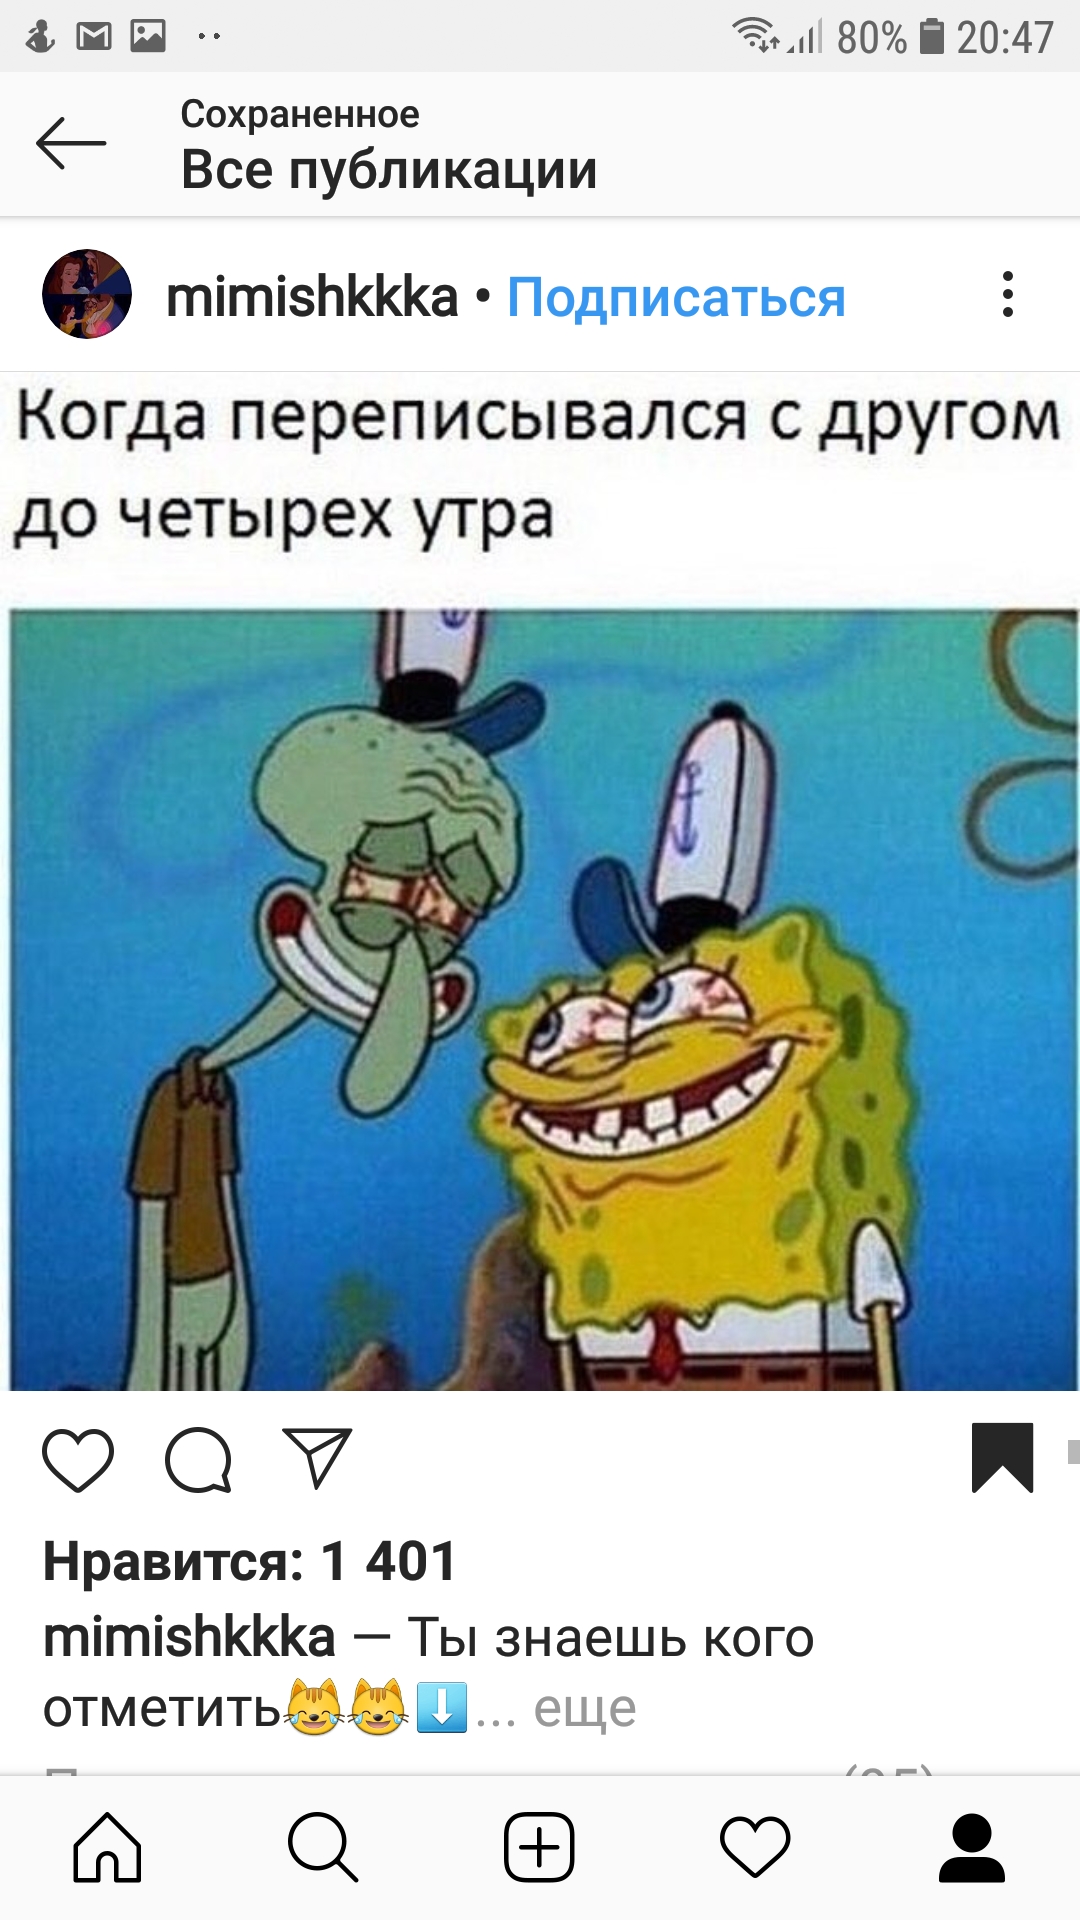 80% 20:47
Сохраненное
Все публикации
mimishkkka • Подписаться
Когда переписывался с другом
до четырех утра
Нравится: 1 401
mimishkkka — Ты знаешь кого
отметить😹😹⬇️... еще